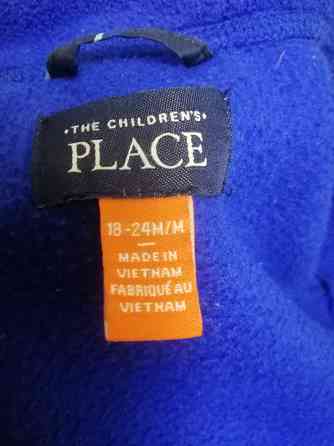 •THE CHILDREN'S•
PLACE
18-24M/M
MADE IN
VIETNAM
FABRIQUÉ AU
VIETNAM